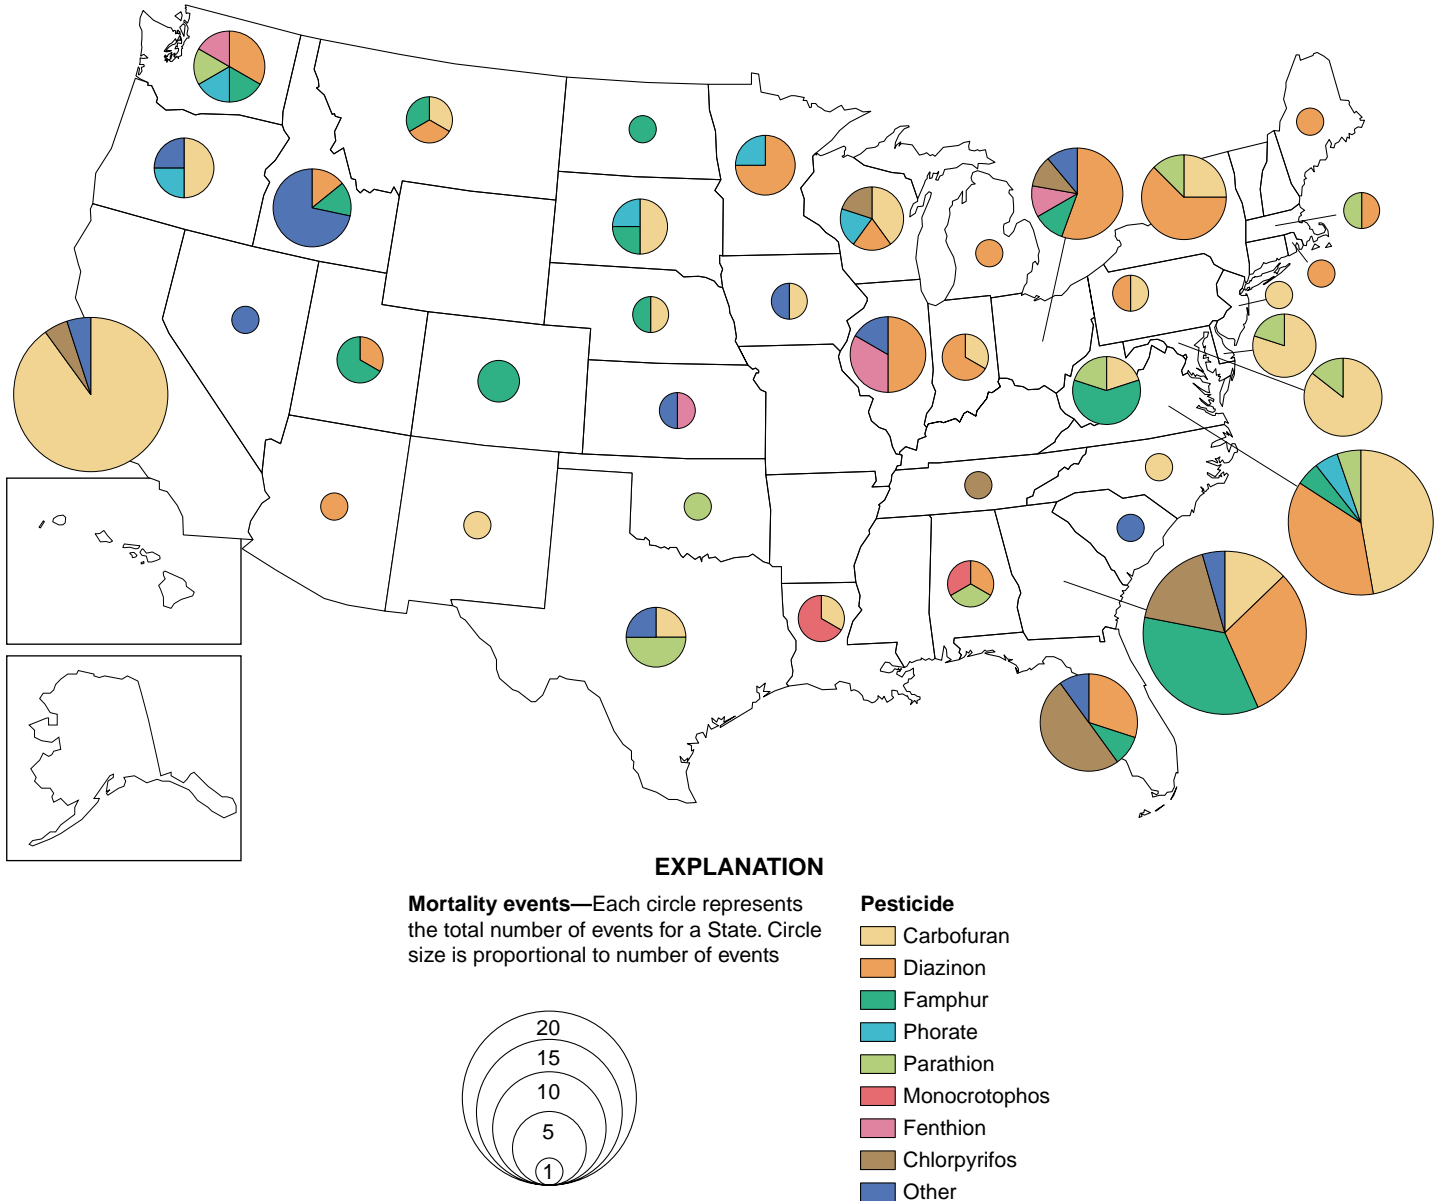 EXPLANATION
Mortality events—Each circle represents
the total number of events for a State. Circle
size is proportional to number of events
20
15
10
5
1
Pesticide
Carbofuran
Diazinon
Famphur
Phorate
Parathion
Monocrotophos
Fenthion
Chlorpyrifos
Other